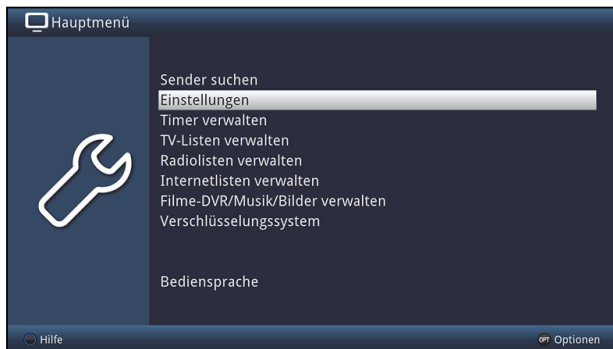 Hauptmenü
Sender suchen
Einstellungen
Timer verwalten
TV-Listen verwalten
Radiolisten verwalten
Internetlisten verwalten
Filme-DVR/Musik/Bilder verwalten
Verschlüsselungssystem
Bediensprache
Hilfe OPT Optionen